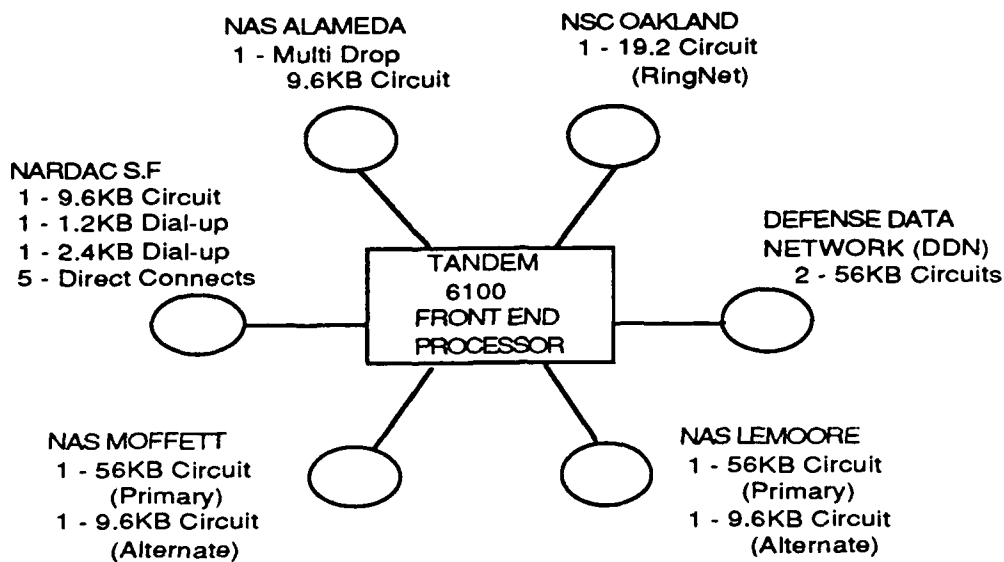 NAS ALAMEDA
1 - Multi Drop
9.6KB Circuit
NSC OAKLAND
1 - 19.2 Circuit
(RingNet)
NARDAC S.F
1 - 9.6KB Circuit
1 - 1.2KB Dial-up
1 - 2.4KB Dial-up
5 - Direct Connects
DEFENSE DATA
NETWORK (DDN)
2 - 56KB Circuits
TANDEM
6100
FRONT END
PROCESSOR
NAS MOFFETT
1 - 56KB Circuit
(Primary)
1 - 9.6KB Circuit
(Alternate)
NAS LEMOORE
1 - 56KB Circuit
(Primary)
1 - 9.6KB Circuit
(Alternate)